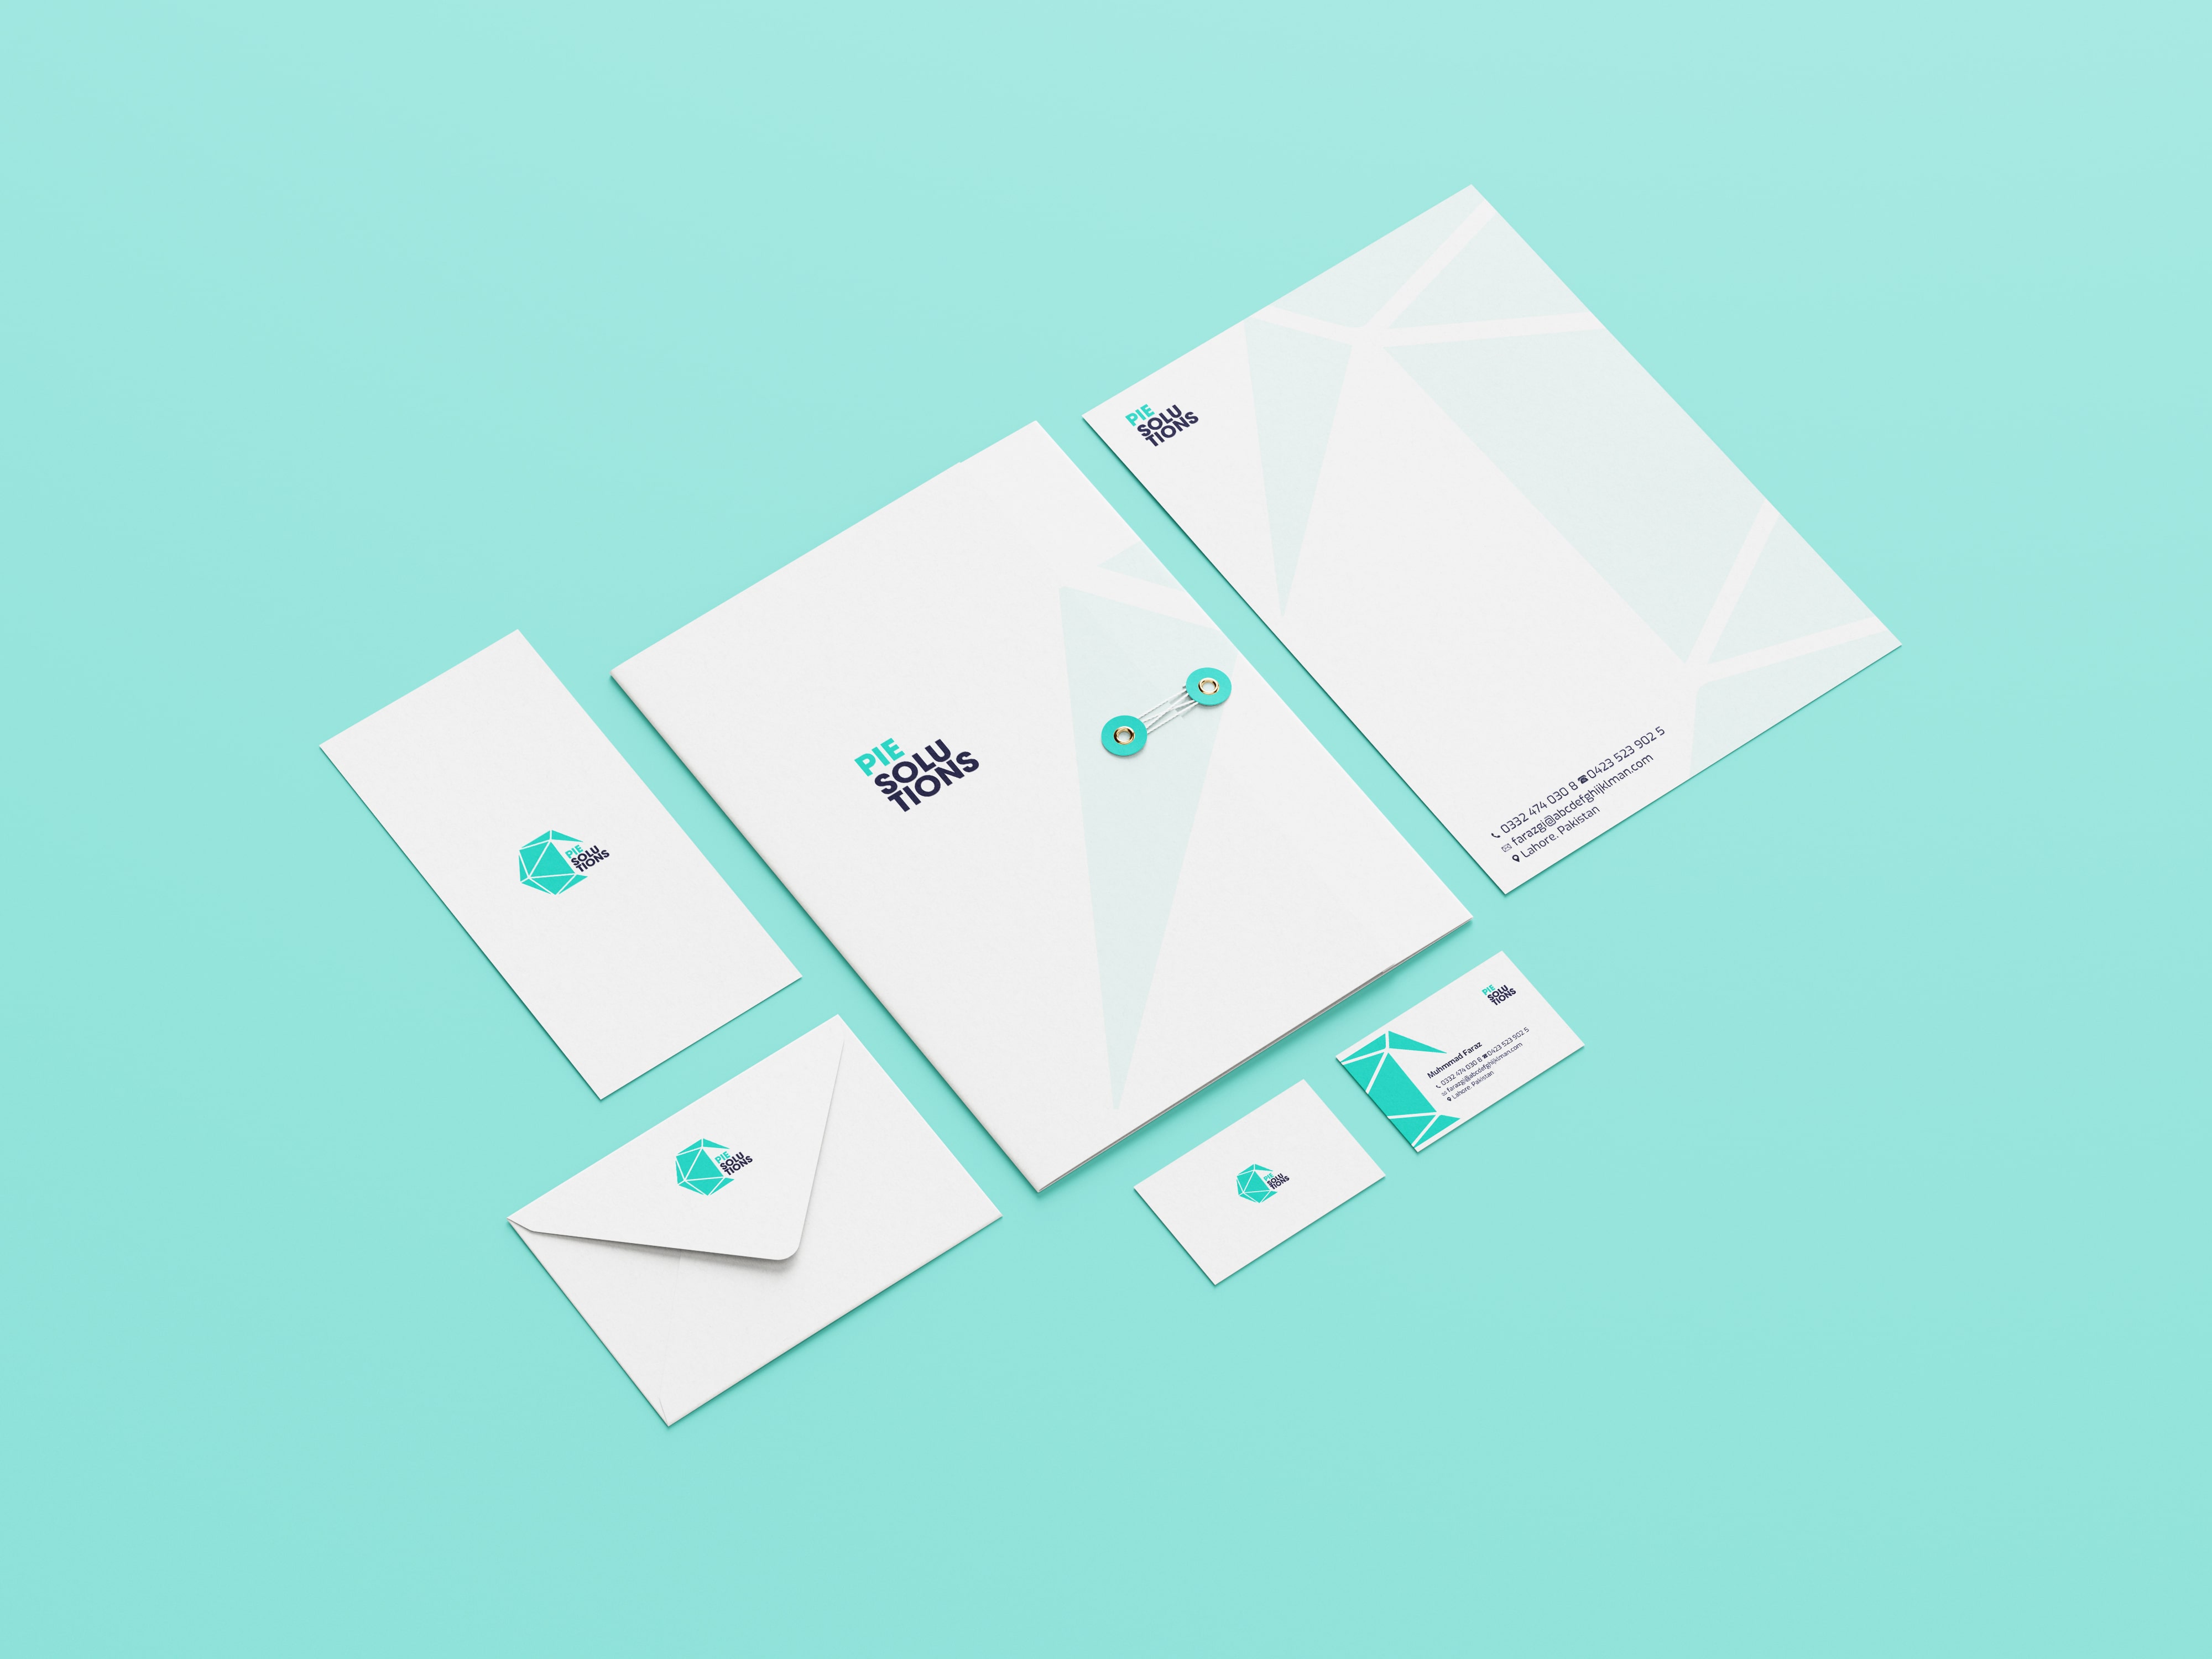 PIE
SOLU
TIONS
0332 474 030 8 0423 523 902 5
farazgi@abcdefghijklman.com
Lahore, Pakistan
PIE
SOLU
TIONS
PIE
SOLU
TIONS
PIE
SOLU
TIONS
PIE
SOLU
TIONS
Muhmmad Faraz
0332 474 030 8 0423 523 902 5
farazgi@abcdefghijklman.com
Lahore, Pakistan
PIE
SOLU
TIONS